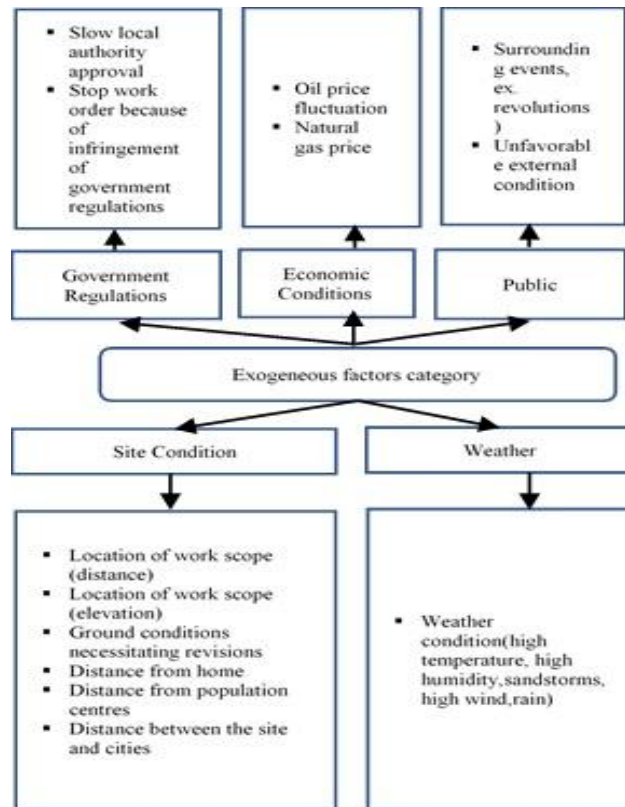 ▪ Slow local
authority
approval
▪ Stop work
order because
of
infringement
of
government
regulations
▪ Oil price
fluctuation
▪ Natural
gas price
▪ Surroundin
g events,
ex.
revolutions
)
▪ Unfavorabl
e external
condition
Government
Regulations
Economic
Conditions
Public
Exogeneous factors category
Site Condition
Weather
▪ Location of work scope
(distance)
▪ Location of work scope
(elevation)
▪ Ground conditions
necessitating revisions
▪ Distance from home
▪ Distance from population
centres
▪ Distance between the site
and cities
▪ Weather
condition(high
temperature, high
humidity,sandstorms,
high wind,rain)